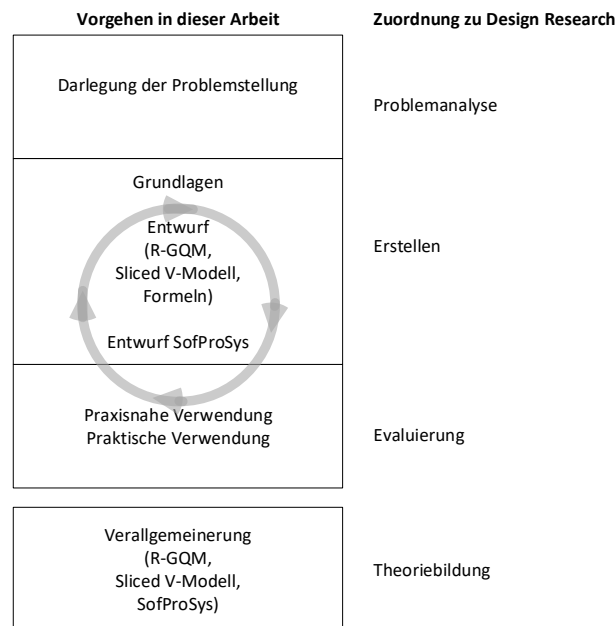 Vorgehen in dieser Arbeit
Zuordnung zu Design Research
Darlegung der Problemstellung
Problemanalyse
Grundlagen
Entwurf
(R-GQM,
Sliced V-Modell,
Formeln)
Entwurf SofProSys
Erstellen
Praxisnahe Verwendung
Praktische Verwendung
Evaluierung
Verallgemeinerung
(R-GQM,
Sliced V-Modell,
SofProSys)
Theoriebildung